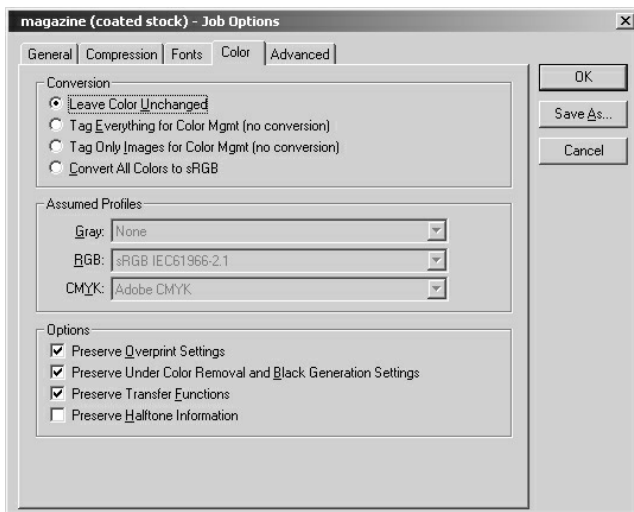 magazine (coated stock) - Job Options
General Compression Fonts Color Advanced
Conversion
Leave Color Unchanged
Tag Everything for Color Mgmt (no conversion)
Tag Only Images for Color Mgmt (no conversion)
Convert All Colors to sRGB
Assumed Profiles
Gray: None
RGB: sRGB IEC61966-2.1
CMYK: Adobe CMYK
Options
Preserve Overprint Settings
Preserve Under Color Removal and Black Generation Settings
Preserve Transfer Functions
Preserve Halftone Information
OK
Save As...
Cancel